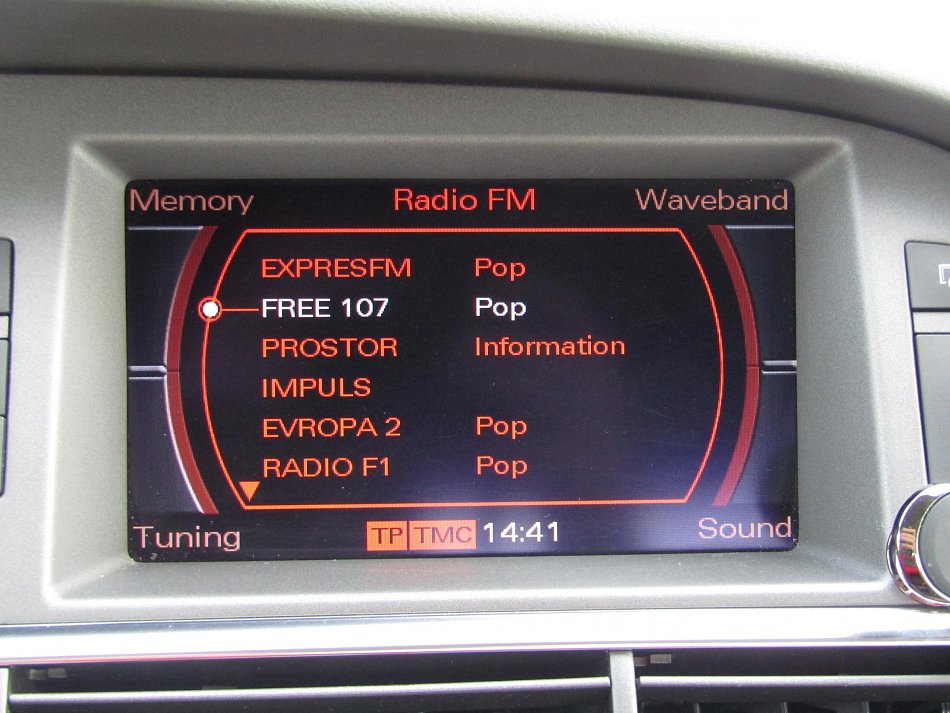 Memory Radio FM Waveband
EXPRESFM Pop
FREE 107 Pop
PROSTOR Information
IMPULS
EVROPA 2 Pop
RADIO F1 Pop
Tuning TP TMC 14:41 Sound